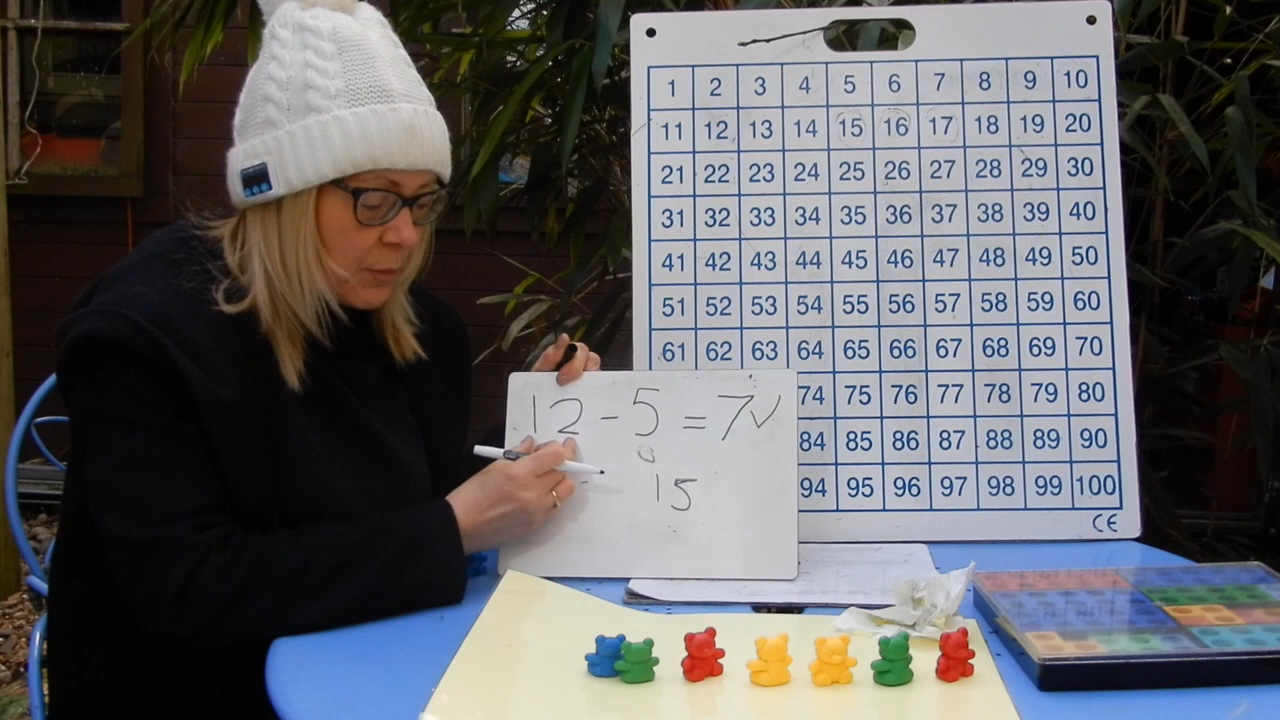 1 2 3 4 5 6 7 8 9 10
11 12 13 14 15 16 17 18 19 20
21 22 23 24 25 26 27 28 29 30
31 32 33 34 35 36 37 38 39 40
41 42 43 44 45 46 47 48 49 50
51 52 53 54 55 56 57 58 59 60
61 62 63 64 65 66 67 68 69 70
74 75 76 77 78 79 80
84 85 86 87 88 89 90
94 95 96 97 98 99 100
CE
12 - 5 = 7✓
15